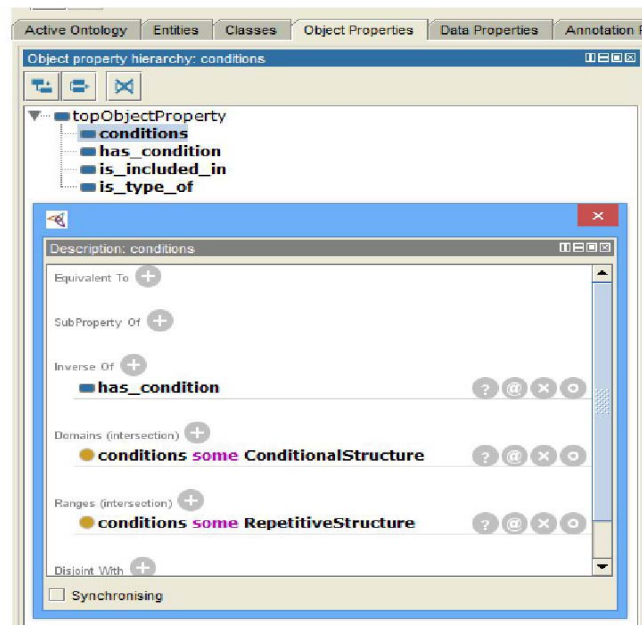 Active Ontology Entities Classes Object Properties Data Properties Annotation
Object property hierarchy: conditions
topObjectProperty
conditions
has_condition
is_included_in
is_type_of
Description: conditions
Equivalent To
SubProperty Of
Inverse Of
has_condition
Domains (intersection)
conditions some ConditionalStructure
Ranges (intersection)
conditions some RepetitiveStructure
Disjoint With
Synchronising